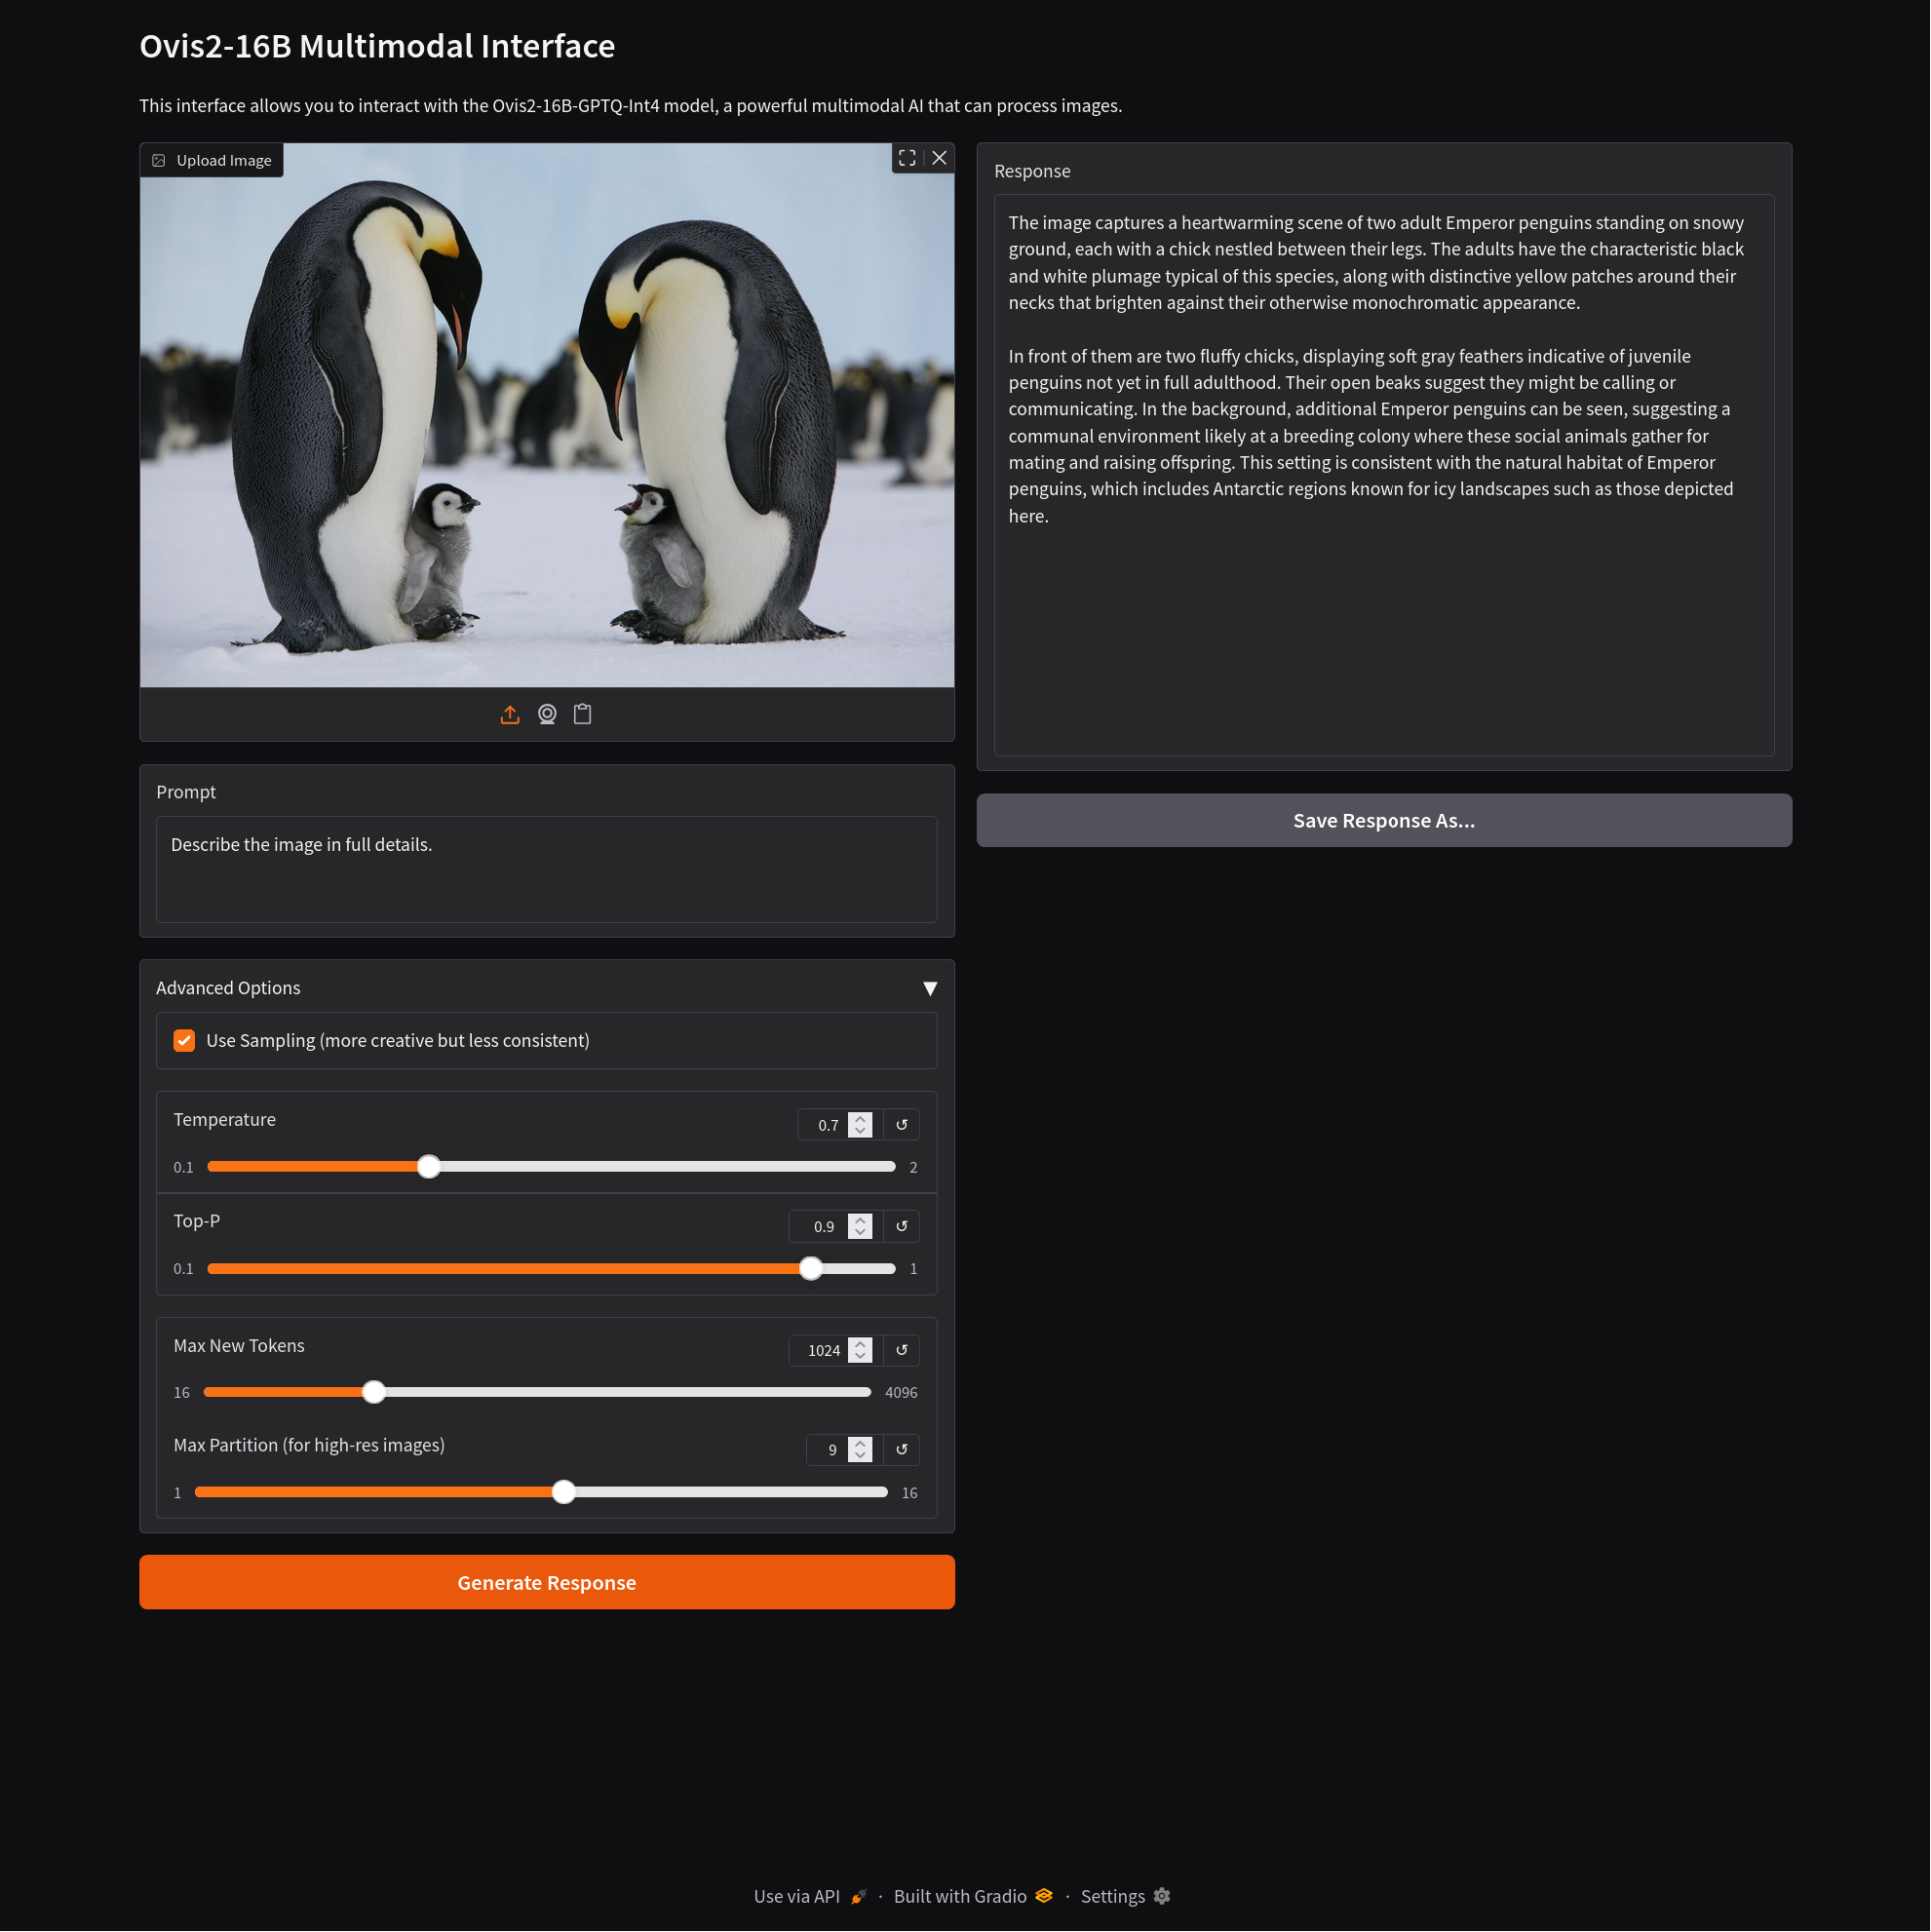 Ovis2-16B Multimodal Interface
This interface allows you to interact with the Ovis2-16B-GPTQ-Int4 model, a powerful multimodal AI that can process images.
Upload Image
Prompt
Describe the image in full details.
Advanced Options
Use Sampling (more creative but less consistent)
Temperature
0.7
0.1
2
Top-P
0.9
0.1
1
Max New Tokens
1024
16
4096
Max Partition (for high-res images)
9
1
16
Generate Response
Response
The image captures a heartwarming scene of two adult Emperor penguins standing on snowy
ground, each with a chick nestled between their legs. The adults have the characteristic black
and white plumage typical of this species, along with distinctive yellow patches around their
necks that brighten against their otherwise monochromatic appearance.
In front of them are two fluffy chicks, displaying soft gray feathers indicative of juvenile
penguins not yet in full adulthood. Their open beaks suggest they might be calling or
communicating. In the background, additional Emperor penguins can be seen, suggesting a
communal environment likely at a breeding colony where these social animals gather for
mating and raising offspring. This setting is consistent with the natural habitat of Emperor
penguins, which includes Antarctic regions known for icy landscapes such as those depicted
here.
Save Response As...
Use via API · Built with Gradio · Settings